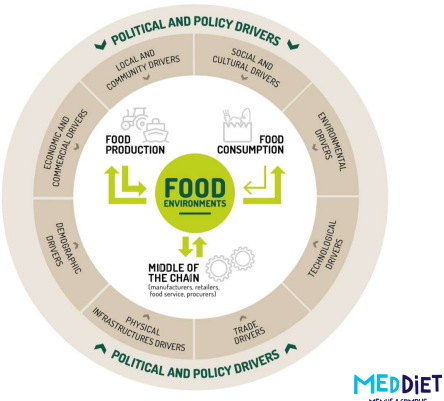 POLITICAL AND POLICY DRIVERS
LOCAL AND
COMMUNITY DRIVERS
SOCIAL AND
CULTURAL DRIVERS
ECONOMIC AND
COMMERCIAL DRIVERS
ENVIRONMENTAL
DRIVERS
FOOD
PRODUCTION
FOOD
CONSUMPTION
FOOD
ENVIRONMENTS
DEMOGRAPHIC
DRIVERS
TECHNOLOGICAL
DRIVERS
MIDDLE OF
THE CHAIN
(manufacturers, retailers,
food service, procurers)
PHYSICAL
INFRASTRUCTURES DRIVERS
TRADE
DRIVERS
POLITICAL AND POLICY DRIVERS
MEDDIET